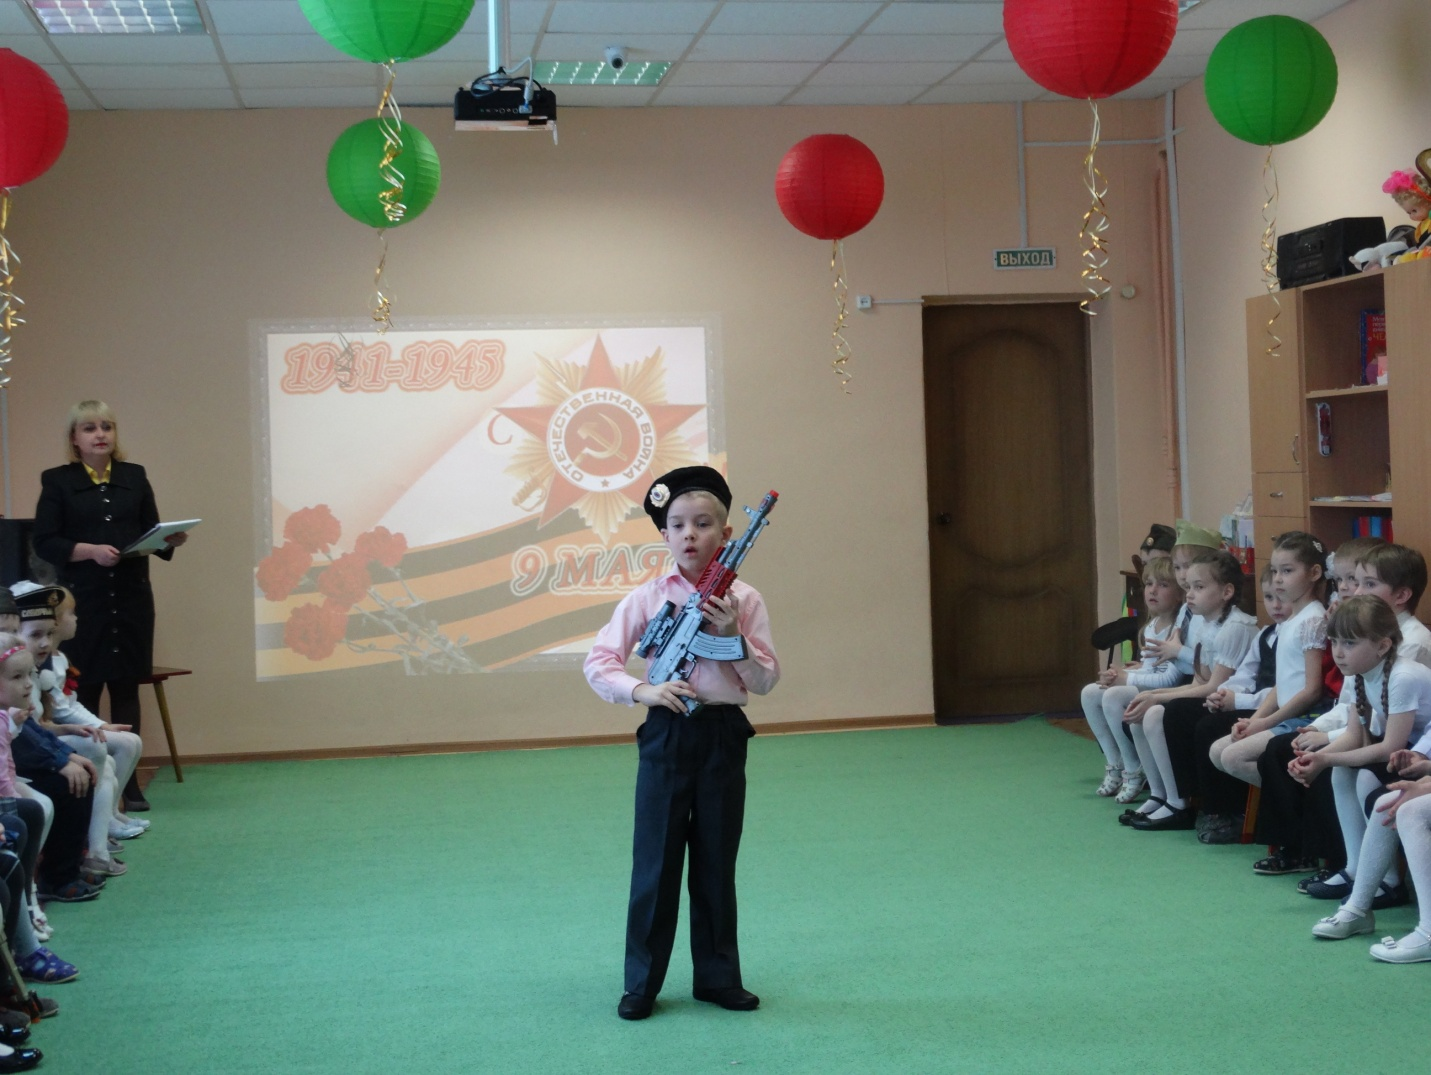 1941-1945
С
ОТЕЧЕСТВЕННАЯ ВОЙНА
9 МАЯ
ВЫХОД